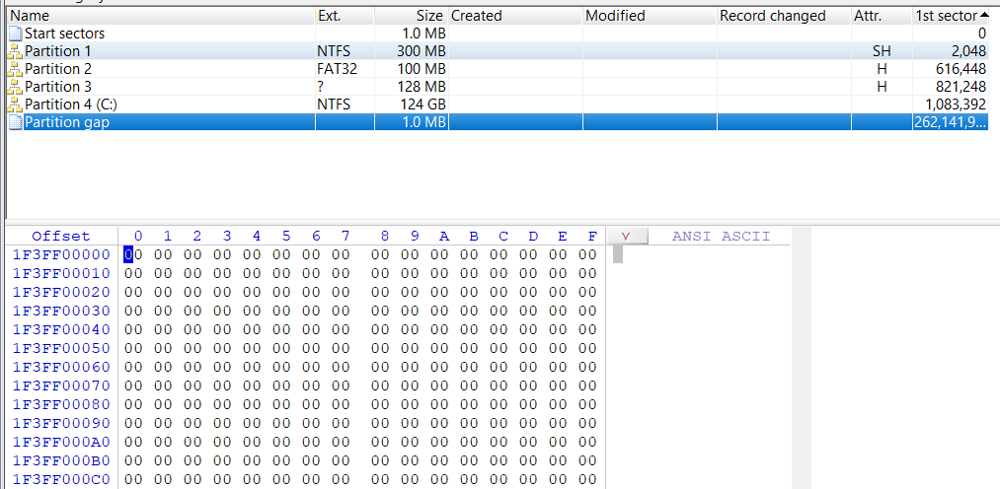 Name Ext. Size Created Modified Record changed Attr. 1st sector
Start sectors 1.0 MB 0
Partition 1 NTFS 300 MB SH 2,048
Partition 2 FAT32 100 MB H 616,448
Partition 3 ? 128 MB H 821,248
Partition 4 (C:) NTFS 124 GB 1,083,392
Partition gap 1.0 MB 262,141,9...
Offset 0 1 2 3 4 5 6 7 8 9 A B C D E F ANSI ASCII
1F3FF00000 00 00 00 00 00 00 00 00 00 00 00 00 00 00 00 00
1F3FF00010 00 00 00 00 00 00 00 00 00 00 00 00 00 00 00 00
1F3FF00020 00 00 00 00 00 00 00 00 00 00 00 00 00 00 00 00
1F3FF00030 00 00 00 00 00 00 00 00 00 00 00 00 00 00 00 00
1F3FF00040 00 00 00 00 00 00 00 00 00 00 00 00 00 00 00 00
1F3FF00050 00 00 00 00 00 00 00 00 00 00 00 00 00 00 00 00
1F3FF00060 00 00 00 00 00 00 00 00 00 00 00 00 00 00 00 00
1F3FF00070 00 00 00 00 00 00 00 00 00 00 00 00 00 00 00 00
1F3FF00080 00 00 00 00 00 00 00 00 00 00 00 00 00 00 00 00
1F3FF00090 00 00 00 00 00 00 00 00 00 00 00 00 00 00 00 00
1F3FF000A0 00 00 00 00 00 00 00 00 00 00 00 00 00 00 00 00
1F3FF000B0 00 00 00 00 00 00 00 00 00 00 00 00 00 00 00 00
1F3FF000C0 00 00 00 00 00 00 00 00 00 00 00 00 00 00 00 00